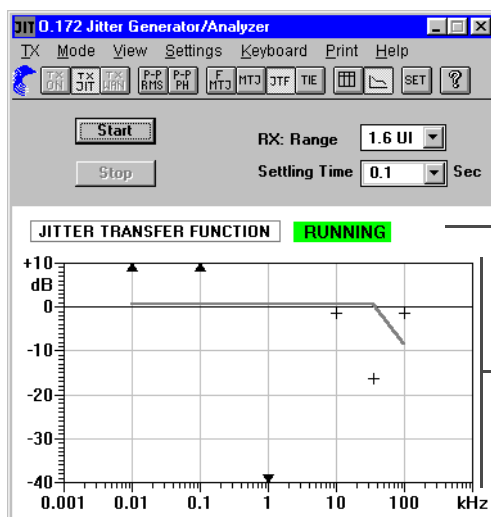 JIT O.172 Jitter Generator/Analyzer
TX Mode View Settings Keyboard Print Help
TX ON TX JIT TX WAN P-P RMS P-P PH F MTJ MTJ JTF TIE SET ?
Start
RX: Range 1.6 UI
Stop
Settling Time 0.1 Sec
JITTER TRANSFER FUNCTION RUNNING
+10
dB
0
-10
-20
-30
-40
0.001 0.01 0.1 1 10 100 kHz